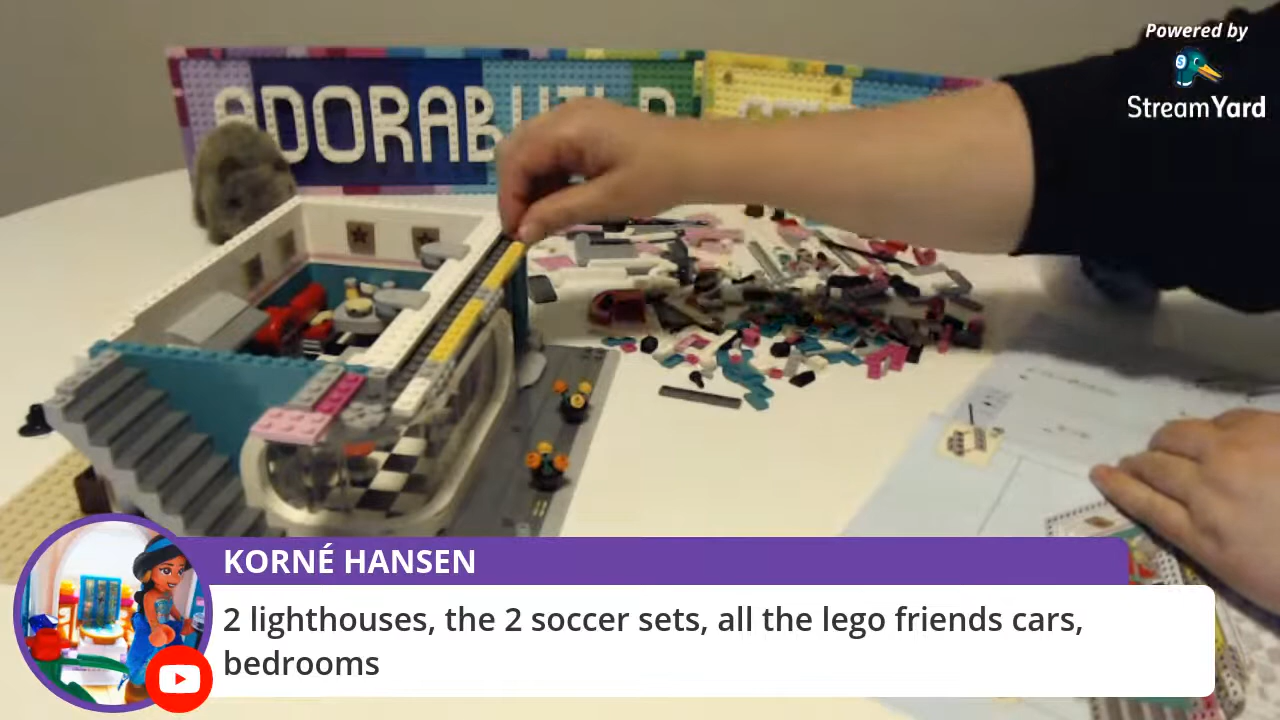 Powered by
StreamYard
KORNÉ HANSEN
2 lighthouses, the 2 soccer sets, all the lego friends cars,
bedrooms